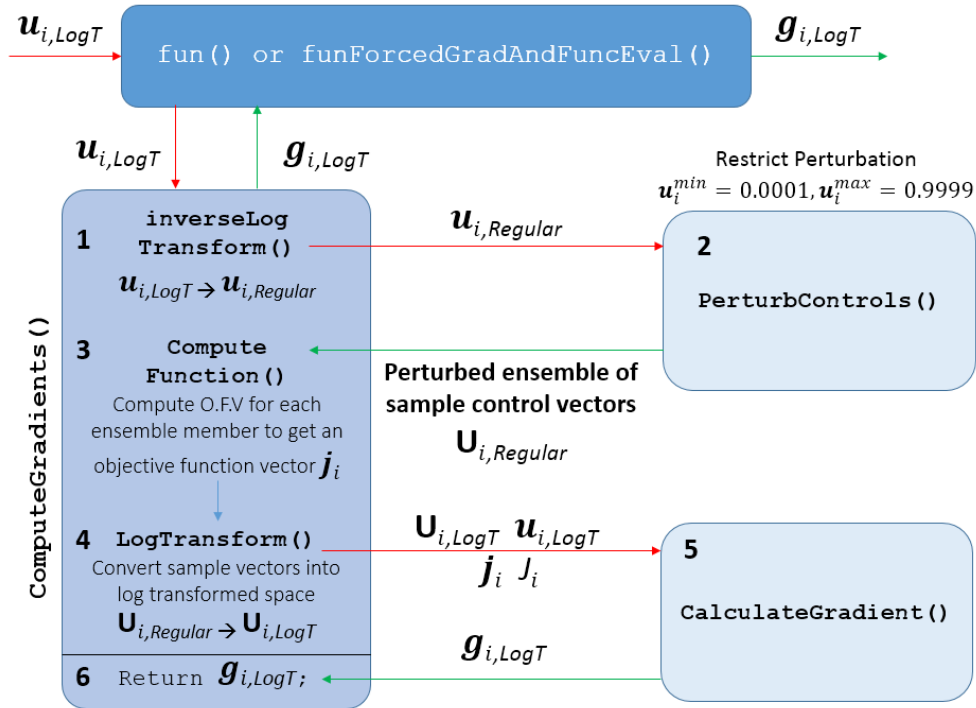 u_{i,LogT}
fun() or funForcedGradAndFuncEval()
g_{i,LogT}
u_{i,LogT}
g_{i,LogT}
Restrict Perturbation
u_i^{min} = 0.0001, u_i^{max} = 0.9999
ComputeGradients()
1
inverseLog
Transform()
u_{i,LogT} → u_{i,Regular}
u_{i,Regular}
2
PerturbControls()
3
Compute
Function()
Compute O.F.V for each
ensemble member to get an
objective function vector j_i
Perturbed ensemble of
sample control vectors
U_{i,Regular}
4
LogTransform()
Convert sample vectors into
log transformed space
U_{i,Regular} → U_{i,LogT}
U_{i,LogT} u_{i,LogT}
j_i J_i
5
CalculateGradient()
g_{i,LogT}
6 Return g_{i,LogT};